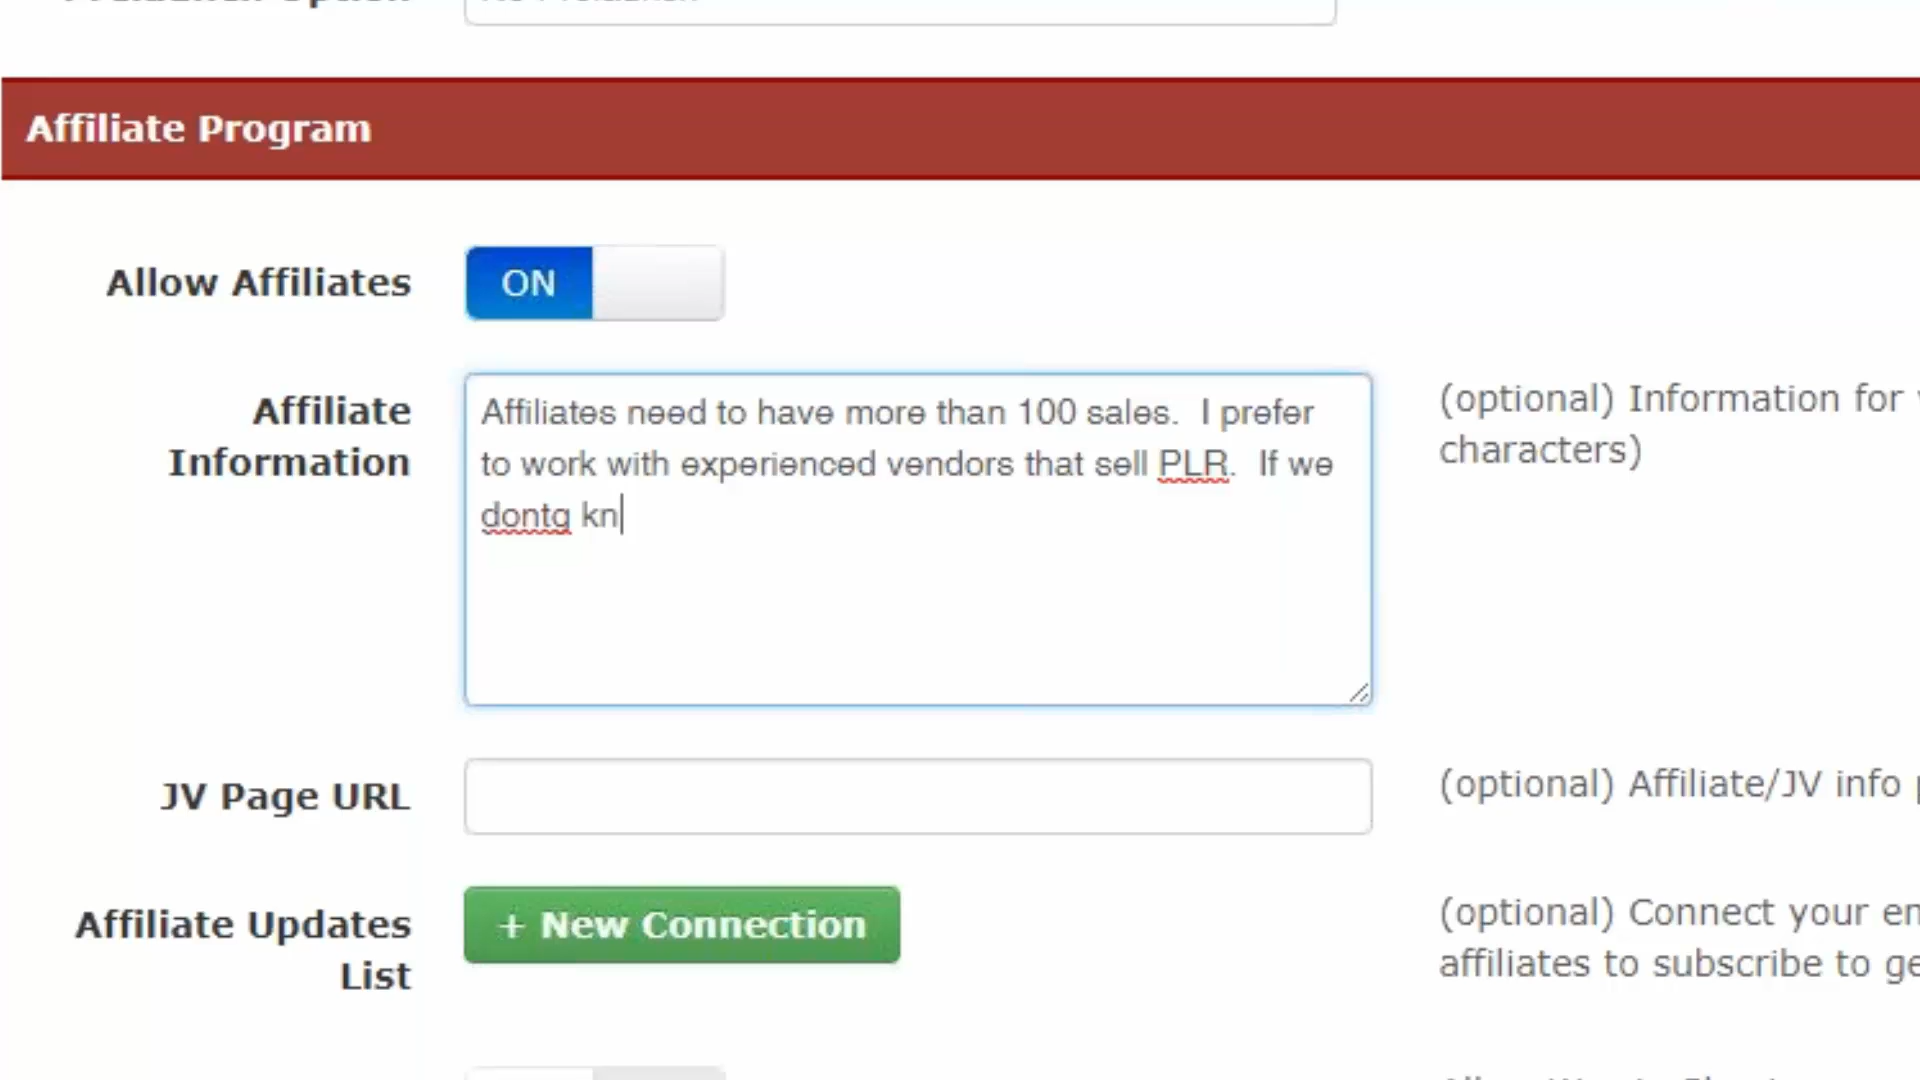 Affiliate Program
Allow Affiliates
ON
Affiliate
Information
Affiliates need to have more than 100 sales.  I prefer
to work with experienced vendors that sell PLR.  If we
dontg kn
(optional) Information for
characters)
JV Page URL
(optional) Affiliate/JV info
Affiliate Updates
List
+ New Connection
(optional) Connect your
affiliates to subscribe to